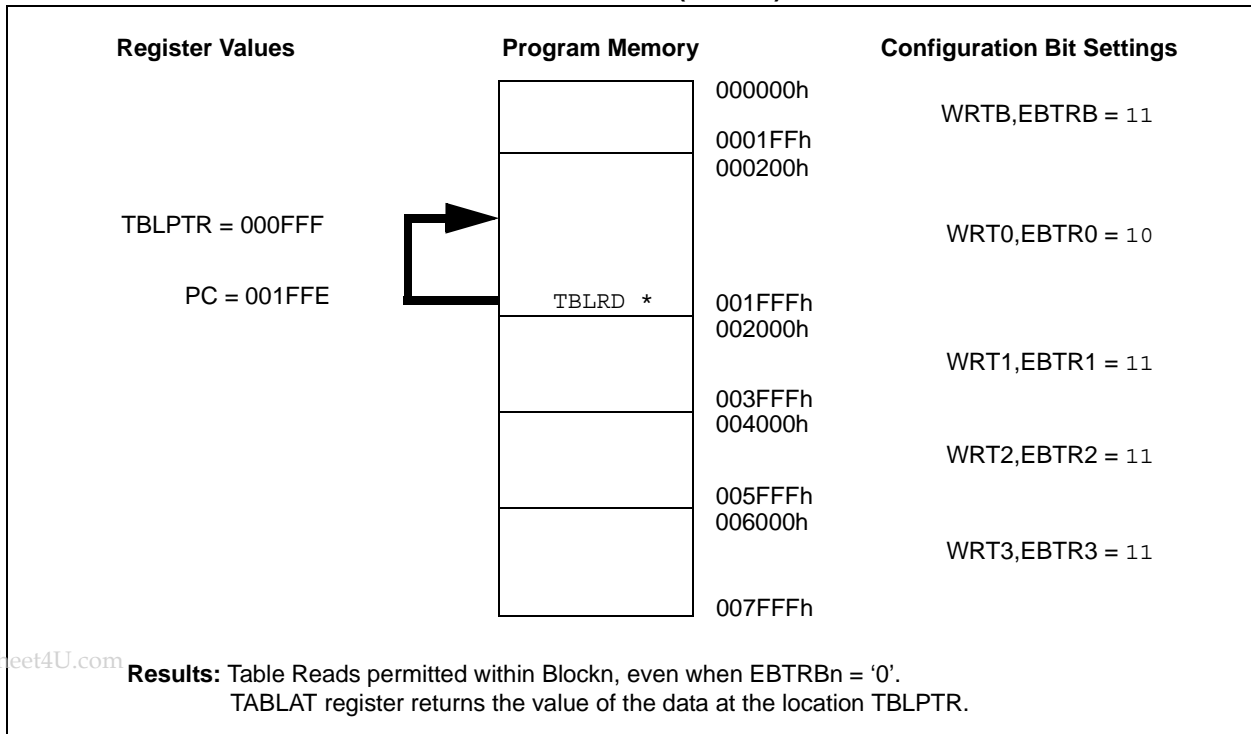 Register Values Program Memory Configuration Bit Settings
000000h
WRTB,EBTRB = 11
0001FFh
000200h
TBLPTR = 000FFF
WRT0,EBTR0 = 10
PC = 001FFE
TBLRD *
001FFFh
002000h
WRT1,EBTR1 = 11
003FFFh
004000h
WRT2,EBTR2 = 11
005FFFh
006000h
WRT3,EBTR3 = 11
007FFFh
heet4U.com
Results: Table Reads permitted within Blockn, even when EBTRBn = ‘0’.
TABLAT register returns the value of the data at the location TBLPTR.